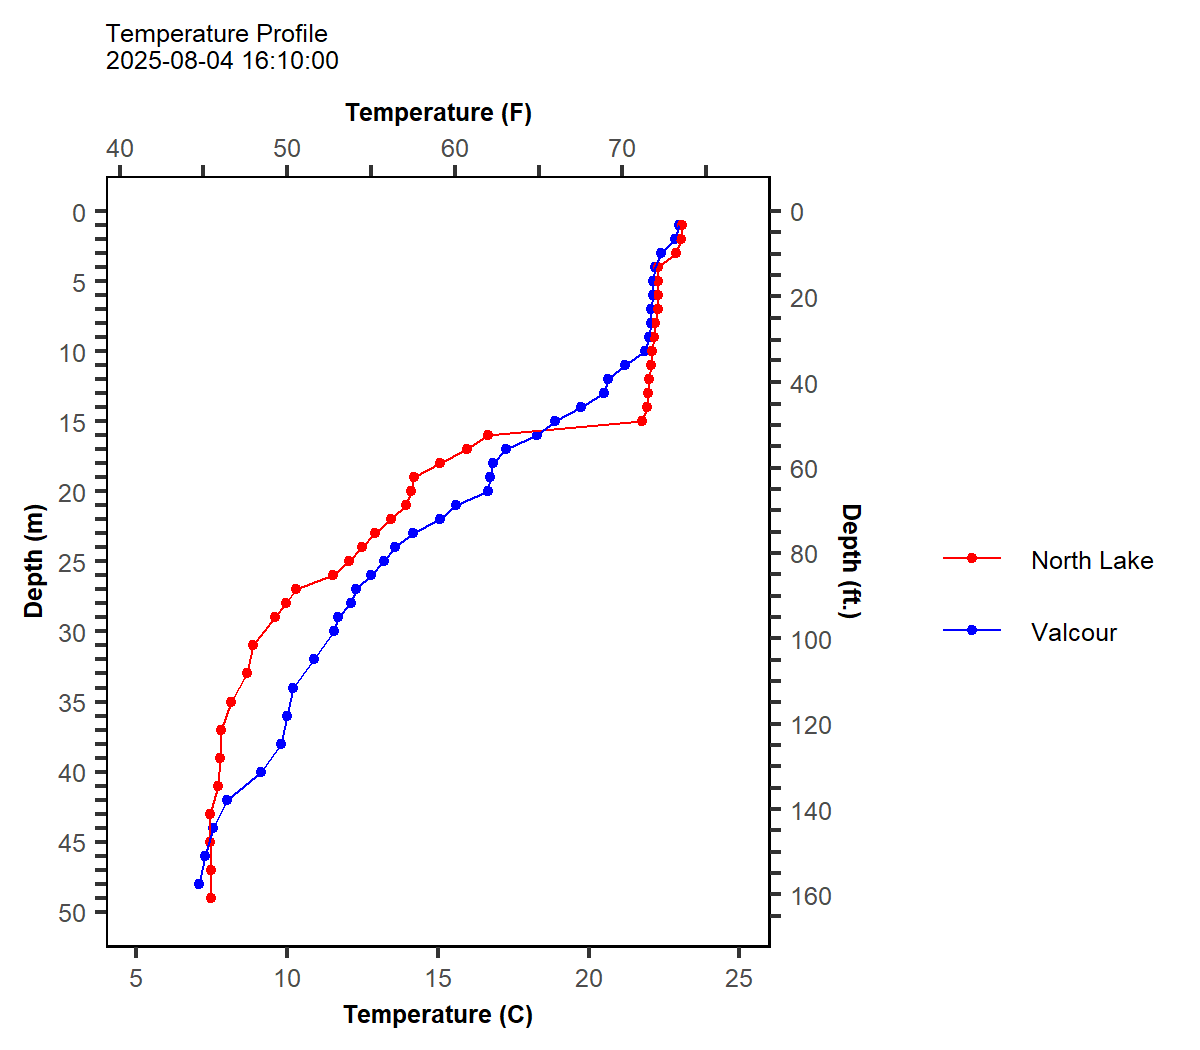 Temperature Profile
2025-08-04 16:10:00
Temperature (F)
40 50 60 70
0
5
10
15
20
25
30
35
40
45
50
Depth (m)
0
20
40
60
80
100
120
140
160
Depth (ft.)
North Lake
Valcour
5 10 15 20 25
Temperature (C)